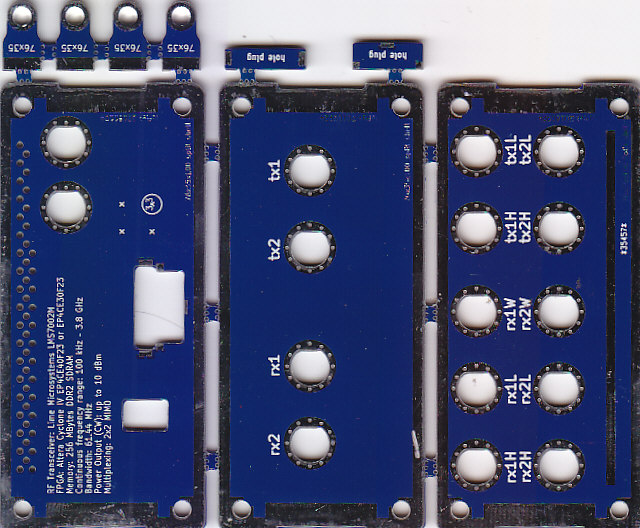 RF Transceiver: Lime Microsystems LMS7002M
FPGA: Altera Cyclone IV EP4CE40F23 or EP4CE30F23
Memory: 256 MBytes DDR2 SDRAM
Continuous frequency range: 100 kHz - 3.8 GHz
Bandwidth: 61.44 MHz
Power Output (CW): up to 10 dBm
Multiplexing: 2x2 MIMO
76x35
76x35
76x35
76x35
rx2 rx1 tx2 tx1
hole plug
hole plug
rx1H rx1L rx1W tx1H tx1L
rx2H rx2L rx2W tx2H tx2L
*35457*